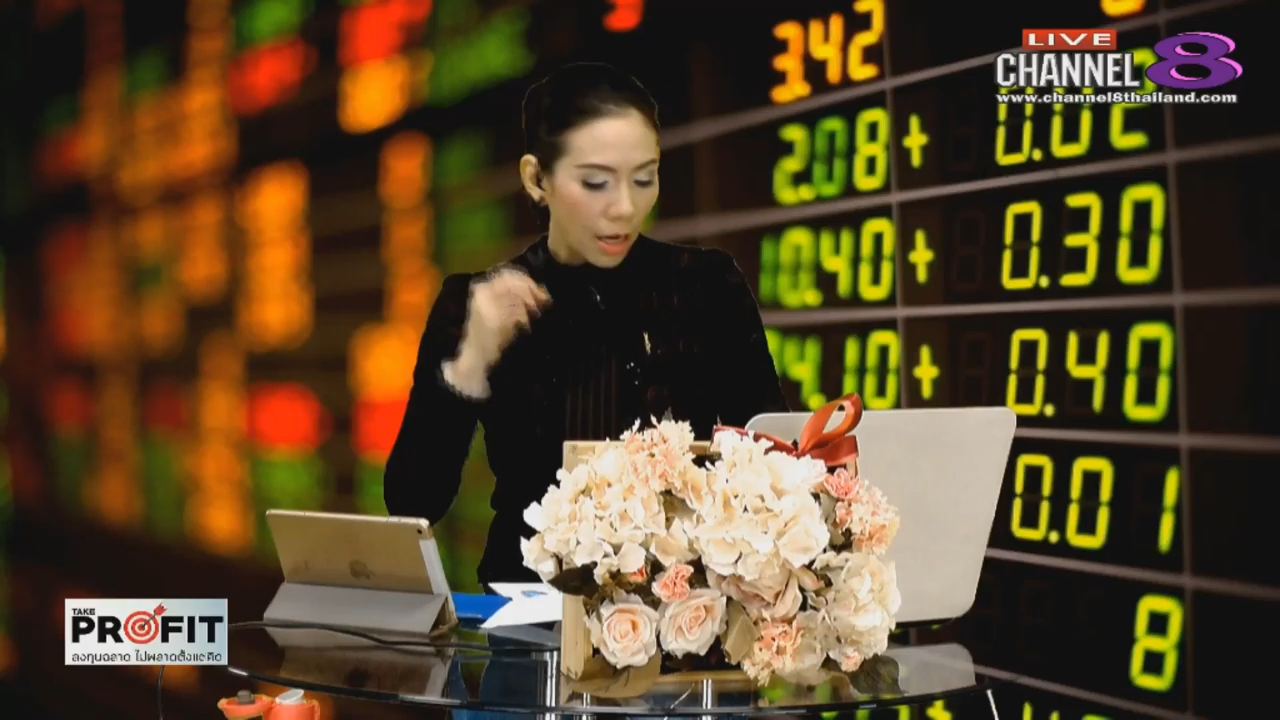 LIVE
CHANNEL 8
www.channel8thailand.com
3.42
2.08 + 0.02
10.40 + 0.30
4.10 + 0.40
0.01
8
TAKE
PROFIT
ลงทุนฉลาด ไม่พลาดตั้งแต่คิด